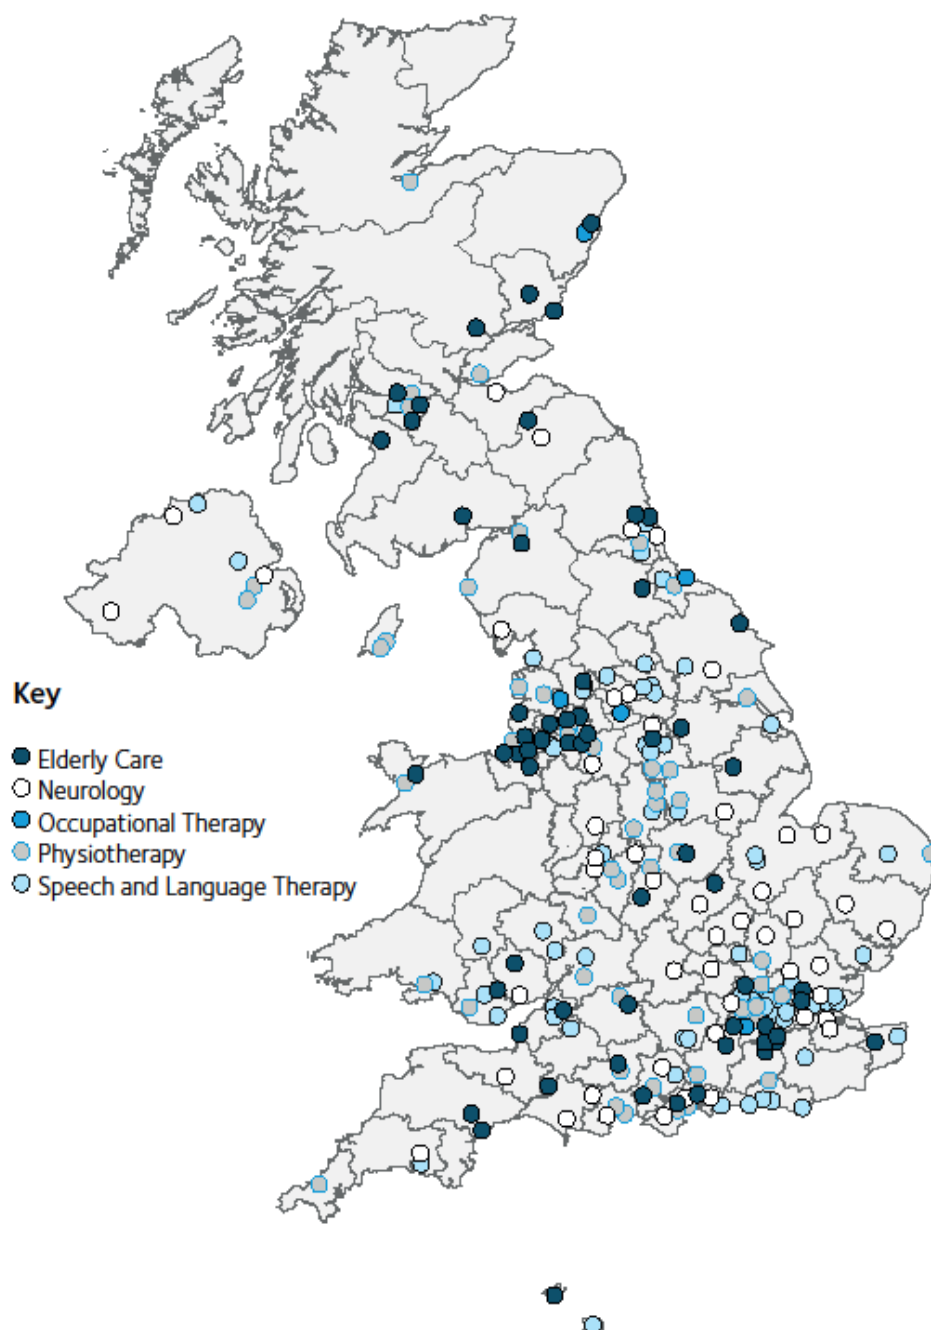 Key
Elderly Care
Neurology
Occupational Therapy
Physiotherapy
Speech and Language Therapy